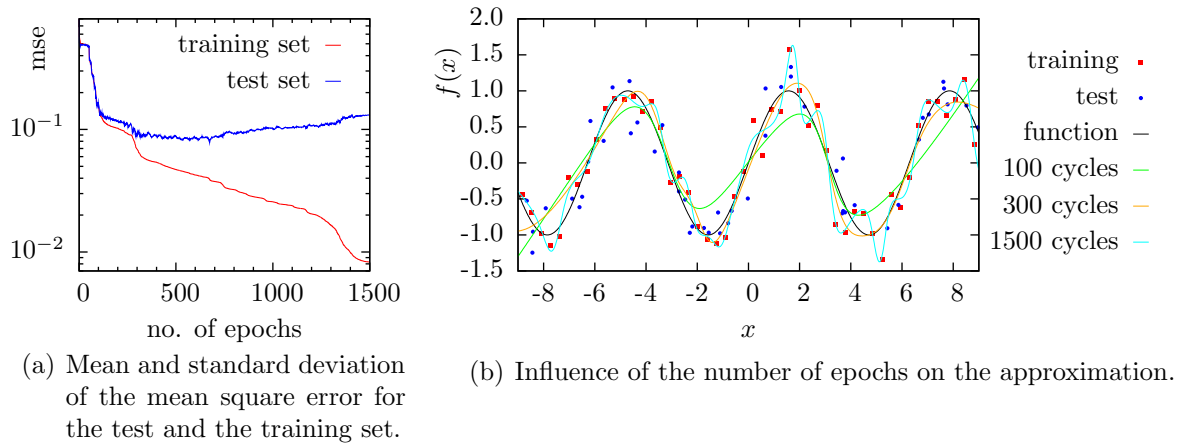 mse
training set
test set
10⁻¹
10⁻²
0 500 1000 1500
no. of epochs
(a) Mean and standard deviation
of the mean square error for
the test and the training set.
f(x)
2.0
1.5
1.0
0.5
0.0
-0.5
-1.0
-1.5
-8 -6 -4 -2 0 2 4 6 8
x
training
test
function
100 cycles
300 cycles
1500 cycles
(b) Influence of the number of epochs on the approximation.